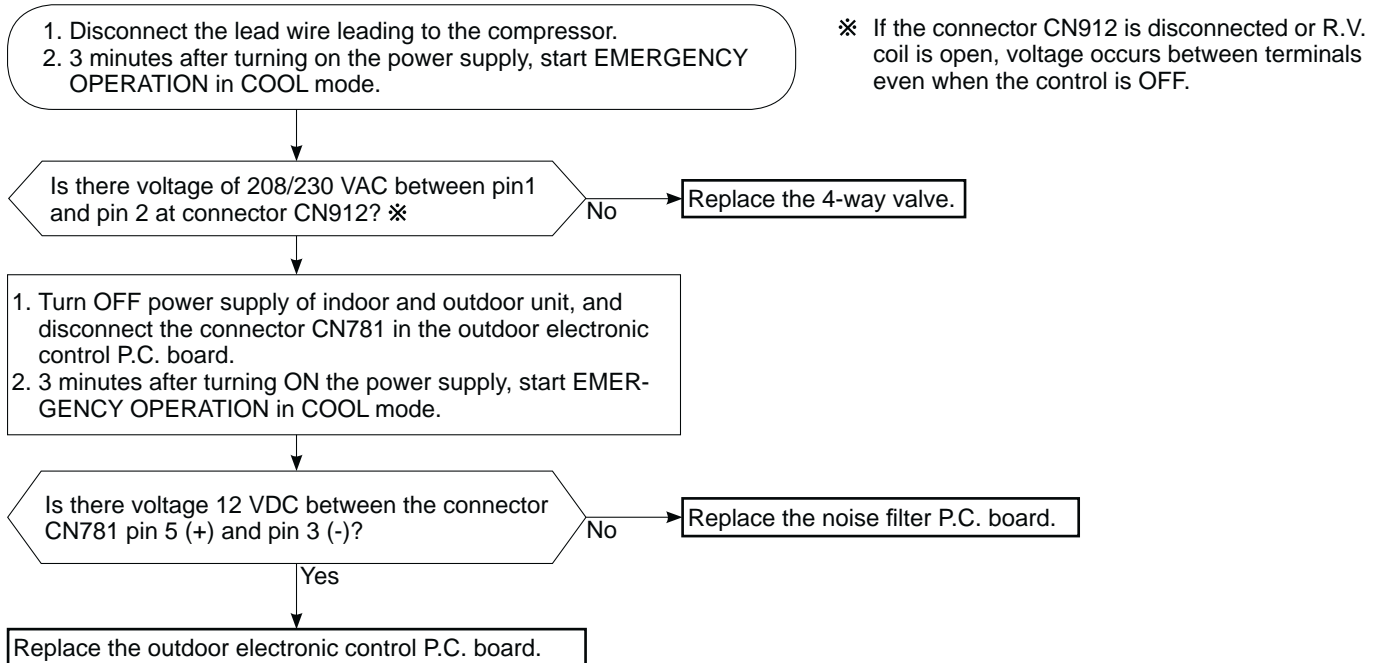 1. Disconnect the lead wire leading to the compressor.
2. 3 minutes after turning on the power supply, start EMERGENCY
OPERATION in COOL mode.
※ If the connector CN912 is disconnected or R.V.
coil is open, voltage occurs between terminals
even when the control is OFF.
Is there voltage of 208/230 VAC between pin1
and pin 2 at connector CN912? ※
No
Replace the 4-way valve.
1. Turn OFF power supply of indoor and outdoor unit, and
disconnect the connector CN781 in the outdoor electronic
control P.C. board.
2. 3 minutes after turning ON the power supply, start EMER-
GENCY OPERATION in COOL mode.
Is there voltage 12 VDC between the connector
CN781 pin 5 (+) and pin 3 (-)?
No
Replace the noise filter P.C. board.
Yes
Replace the outdoor electronic control P.C. board.